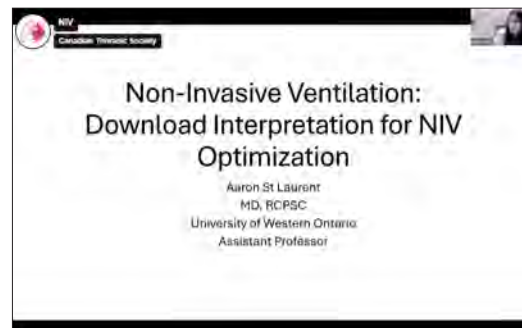 NIV
Canadian Thoracic Society
Non-Invasive Ventilation:
Download Interpretation for NIV
Optimization
Aaron St Laurent
MD, RCPSC
University of Western Ontario
Assistant Professor